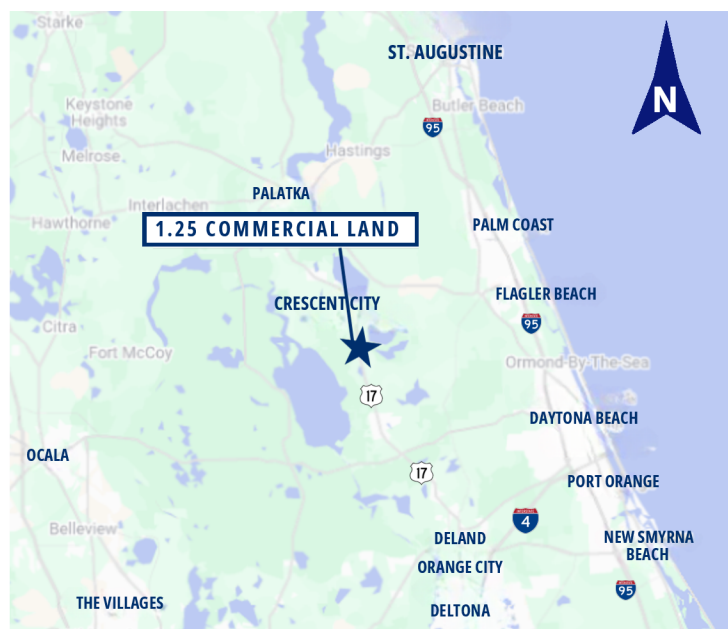 Starke
ST. AUGUSTINE
N
Keystone
Heights
Butler Beach
95
Melrose
Hastings
PALATKA
Interlachen
Hawthorne
1.25 COMMERCIAL LAND
PALM COAST
FLAGLER BEACH
CRESCENT CITY
95
Citra
Fort McCoy
Ormond-By-The-Sea
17
DAYTONA BEACH
OCALA
17
PORT ORANGE
4
Belleview
DELAND
NEW SMYRNA
BEACH
ORANGE CITY
95
THE VILLAGES
DELTONA